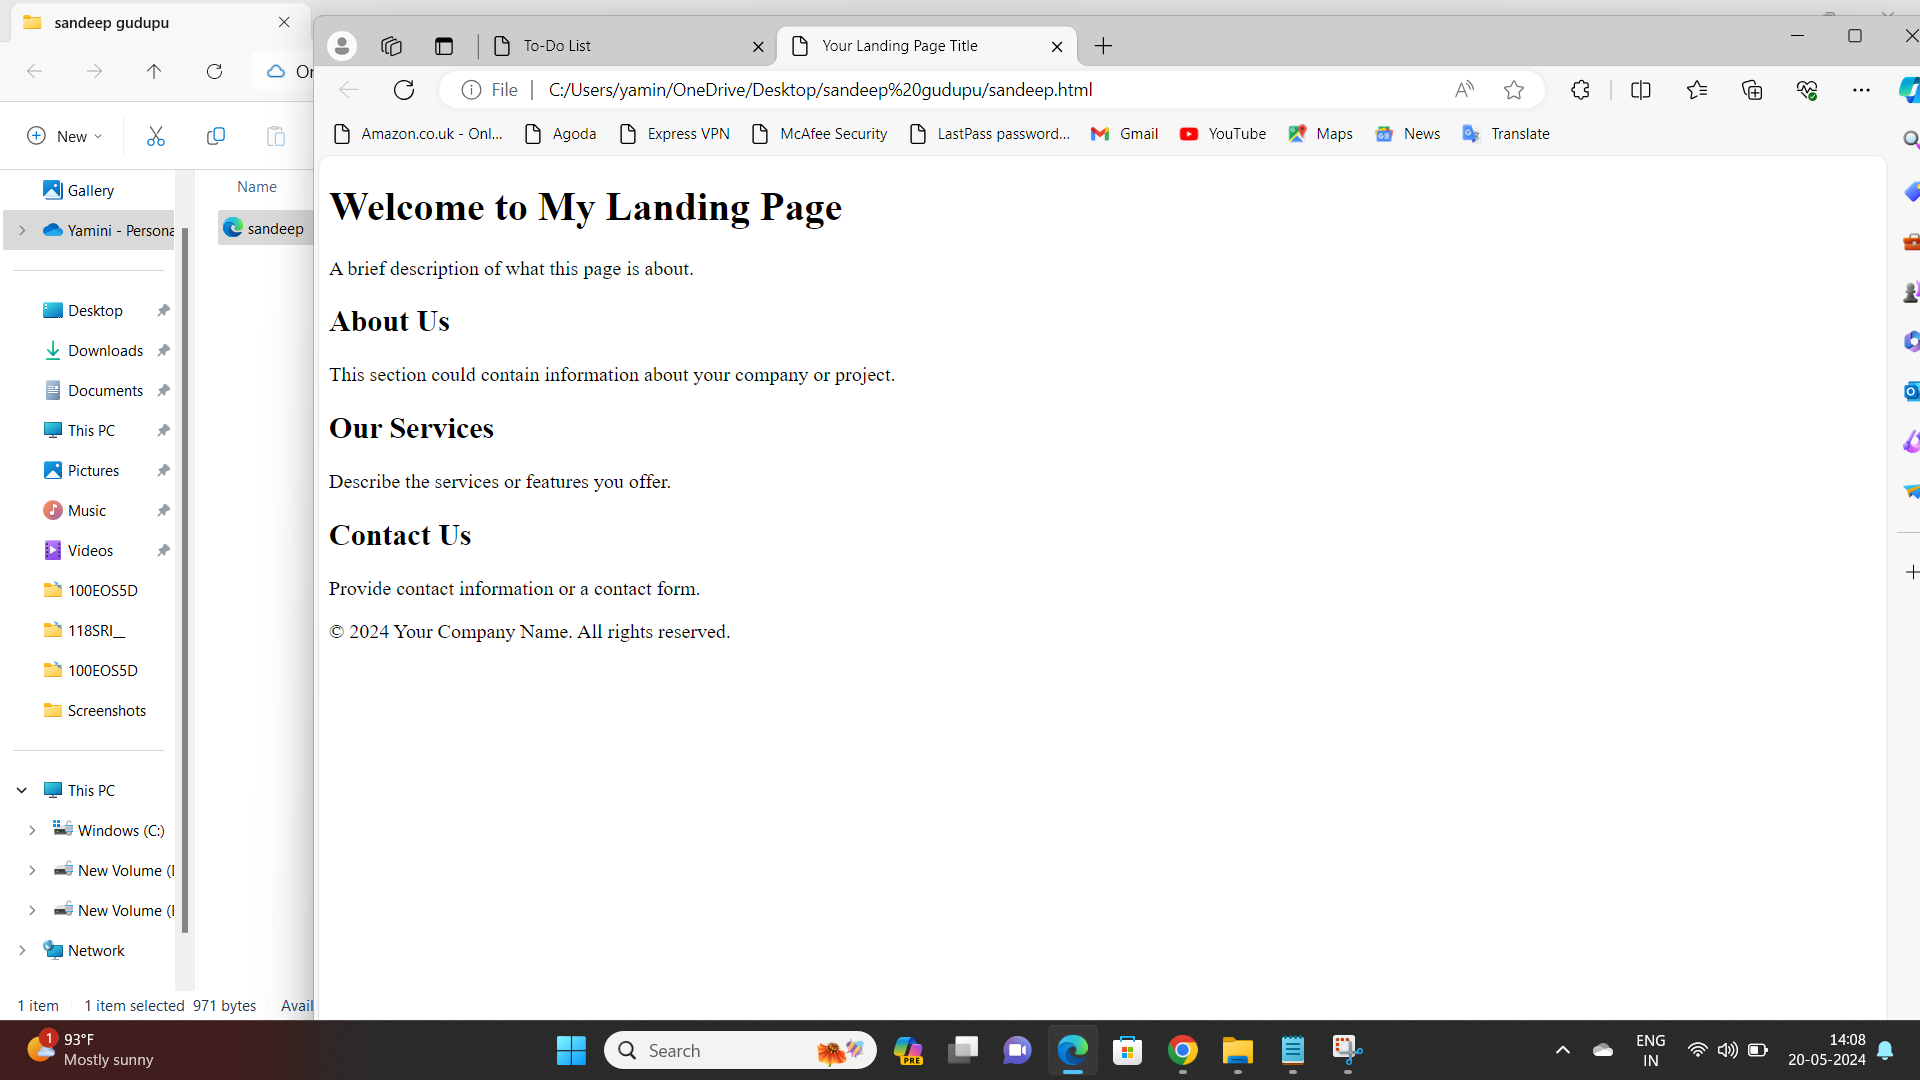 sandeep gudupu
To-Do List
Your Landing Page Title
File
C:/Users/yamin/OneDrive/Desktop/sandeep%20gudupu/sandeep.html
New
Amazon.co.uk - Onl...
Agoda
Express VPN
McAfee Security
LastPass password...
Gmail
YouTube
Maps
News
Translate
Name
sandeep
Gallery
Yamini - Persona
Desktop
Downloads
Documents
This PC
Pictures
Music
Videos
100EOS5D
118SRI__
100EOS5D
Screenshots
This PC
Windows (C:)
New Volume (
New Volume (
Network
1 item
1 item selected 971 bytes
Avail
Welcome to My Landing Page
A brief description of what this page is about.
About Us
This section could contain information about your company or project.
Our Services
Describe the services or features you offer.
Contact Us
Provide contact information or a contact form.
© 2024 Your Company Name. All rights reserved.
1
93°F
Mostly sunny
Search
PRE
ENG
IN
14:08
20-05-2024